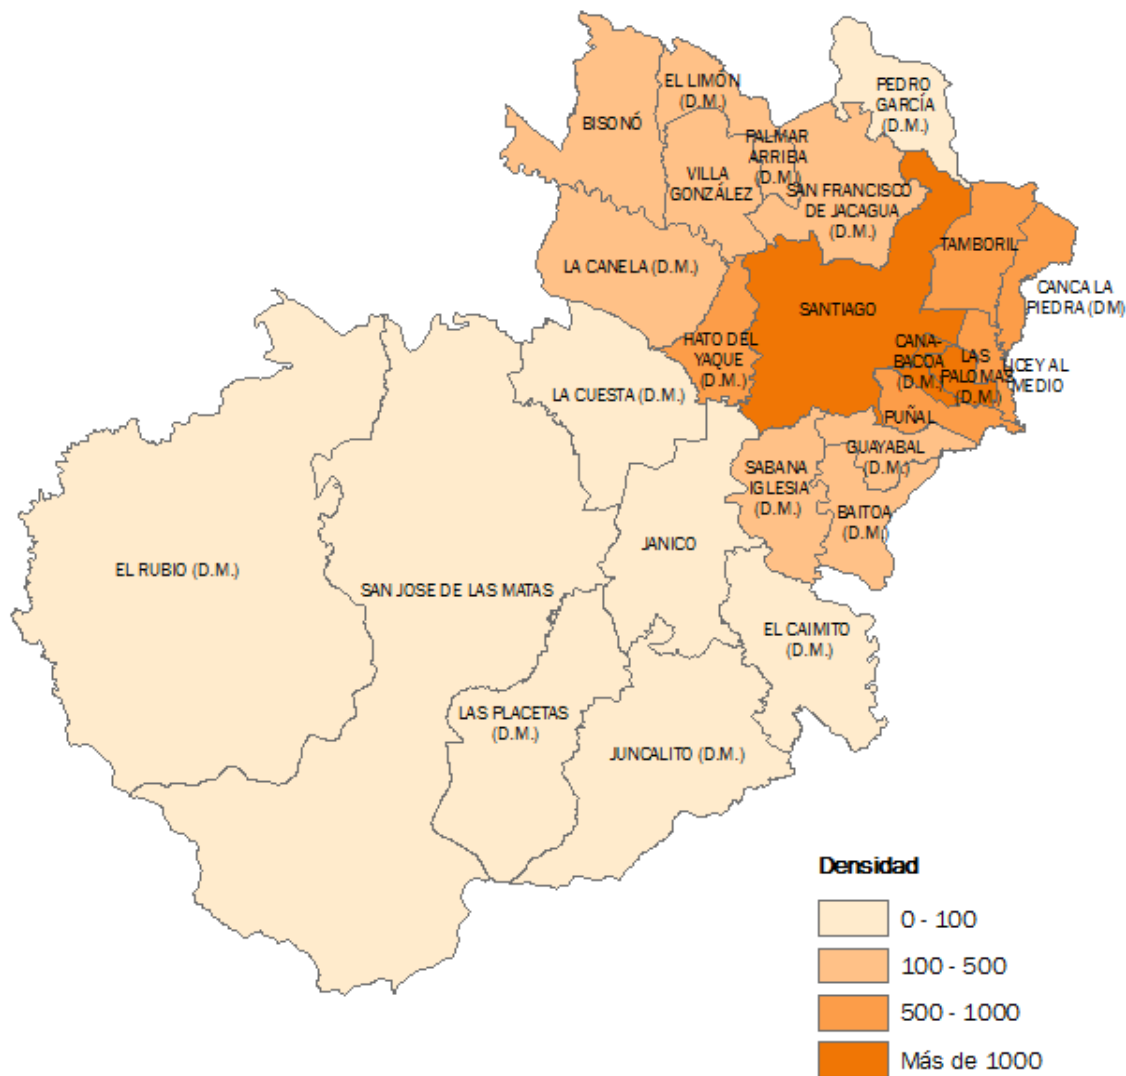 PEDRO
GARCÍA
(D.M.)
EL LIMÓN
(D.M.)
BISONÓ
PALMAR
ARRIBA
(D.M.)
VILLA
GONZÁLEZ
SAN FRANCISCO
DE JACAGUA
(D.M.)
TAMBORIL
LA CANELA (D.M.)
CANCA LA
PIEDRA (DM)
SANTIAGO
HATO DEL
YAQUE
(D.M.)
CANA-
BACOA
(D.M.)
LAS
PALOMAS
(D.M.)
LICEY AL
MEDIO
LA CUESTA (D.M.)
PUÑAL
GUAYABAL
(D.M.)
SABANA
IGLESIA
(D.M.)
BAITOA
(D.M)
JANICO
EL RUBIO (D.M.)
SAN JOSE DE LAS MATAS
EL CAIMITO
(D.M.)
LAS PLACETAS
(D.M.)
JUNCALITO (D.M.)
Densidad
0 - 100
100 - 500
500 - 1000
Más de 1000